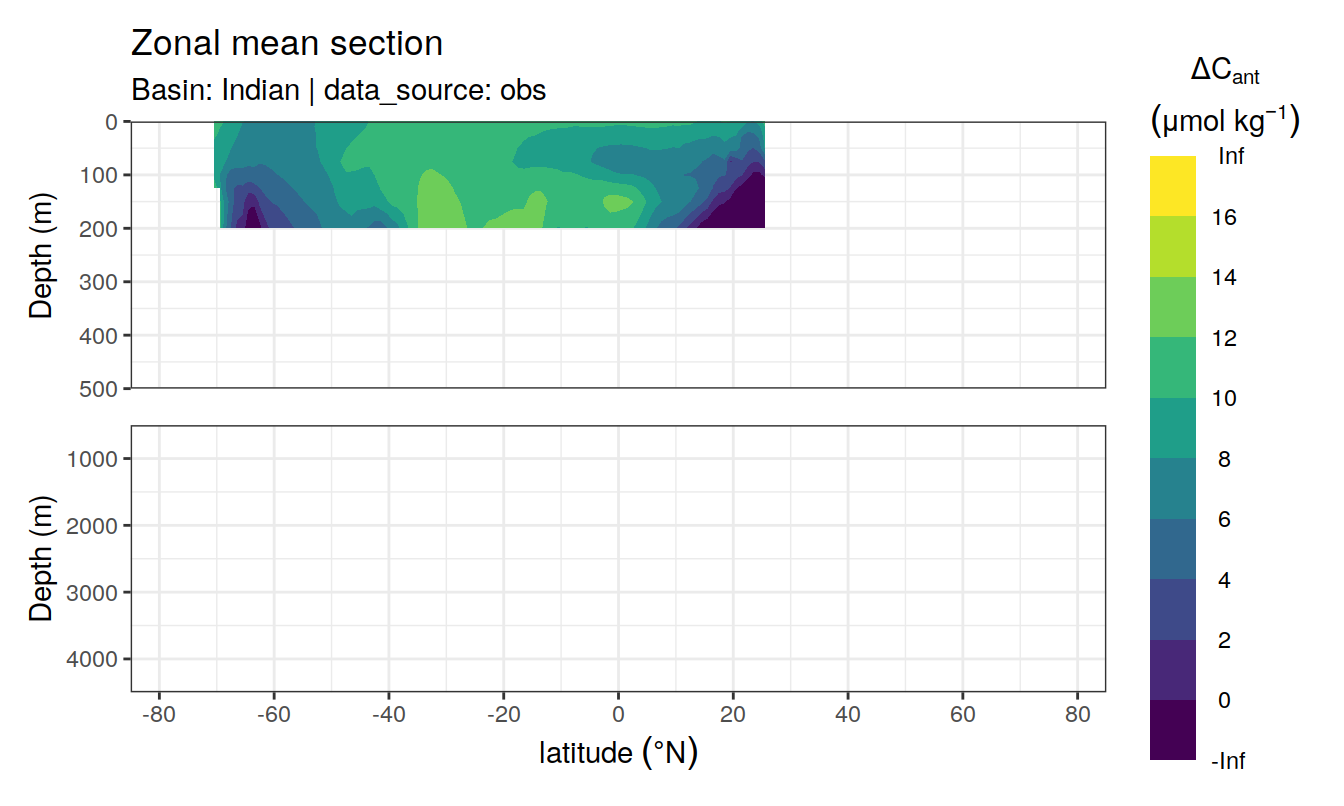 Zonal mean section
Basin: Indian | data_source: obs
ΔCant
(μmol kg−1)
Depth (m)
0
100
200
300
400
500
Depth (m)
1000
2000
3000
4000
-80 -60 -40 -20 0 20 40 60 80
latitude (°N)
Inf
16
14
12
10
8
6
4
2
0
-Inf